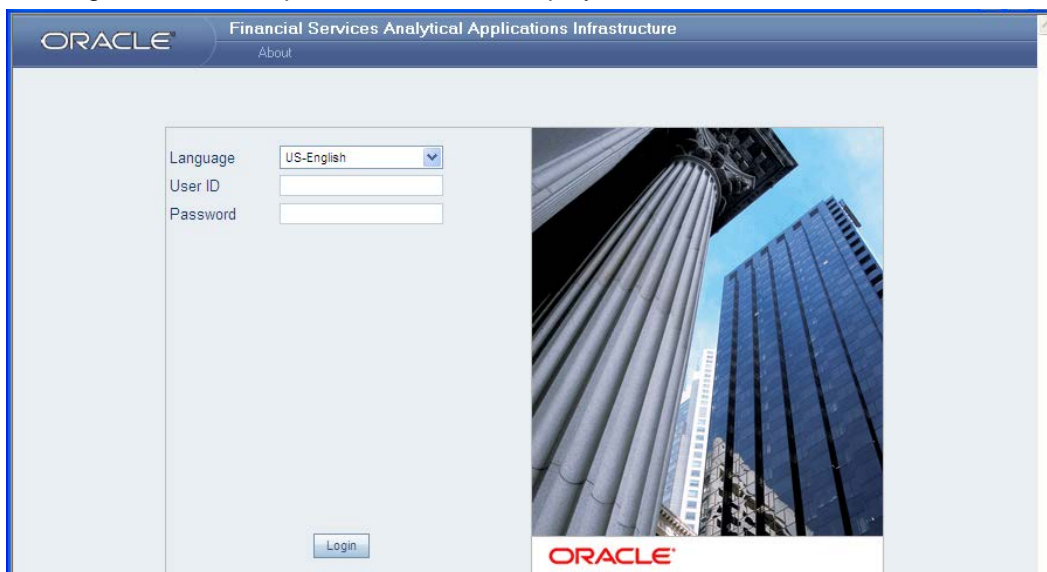 ORACLE
Financial Services Analytical Applications Infrastructure
About
Language US-English
User ID
Password
Login
ORACLE